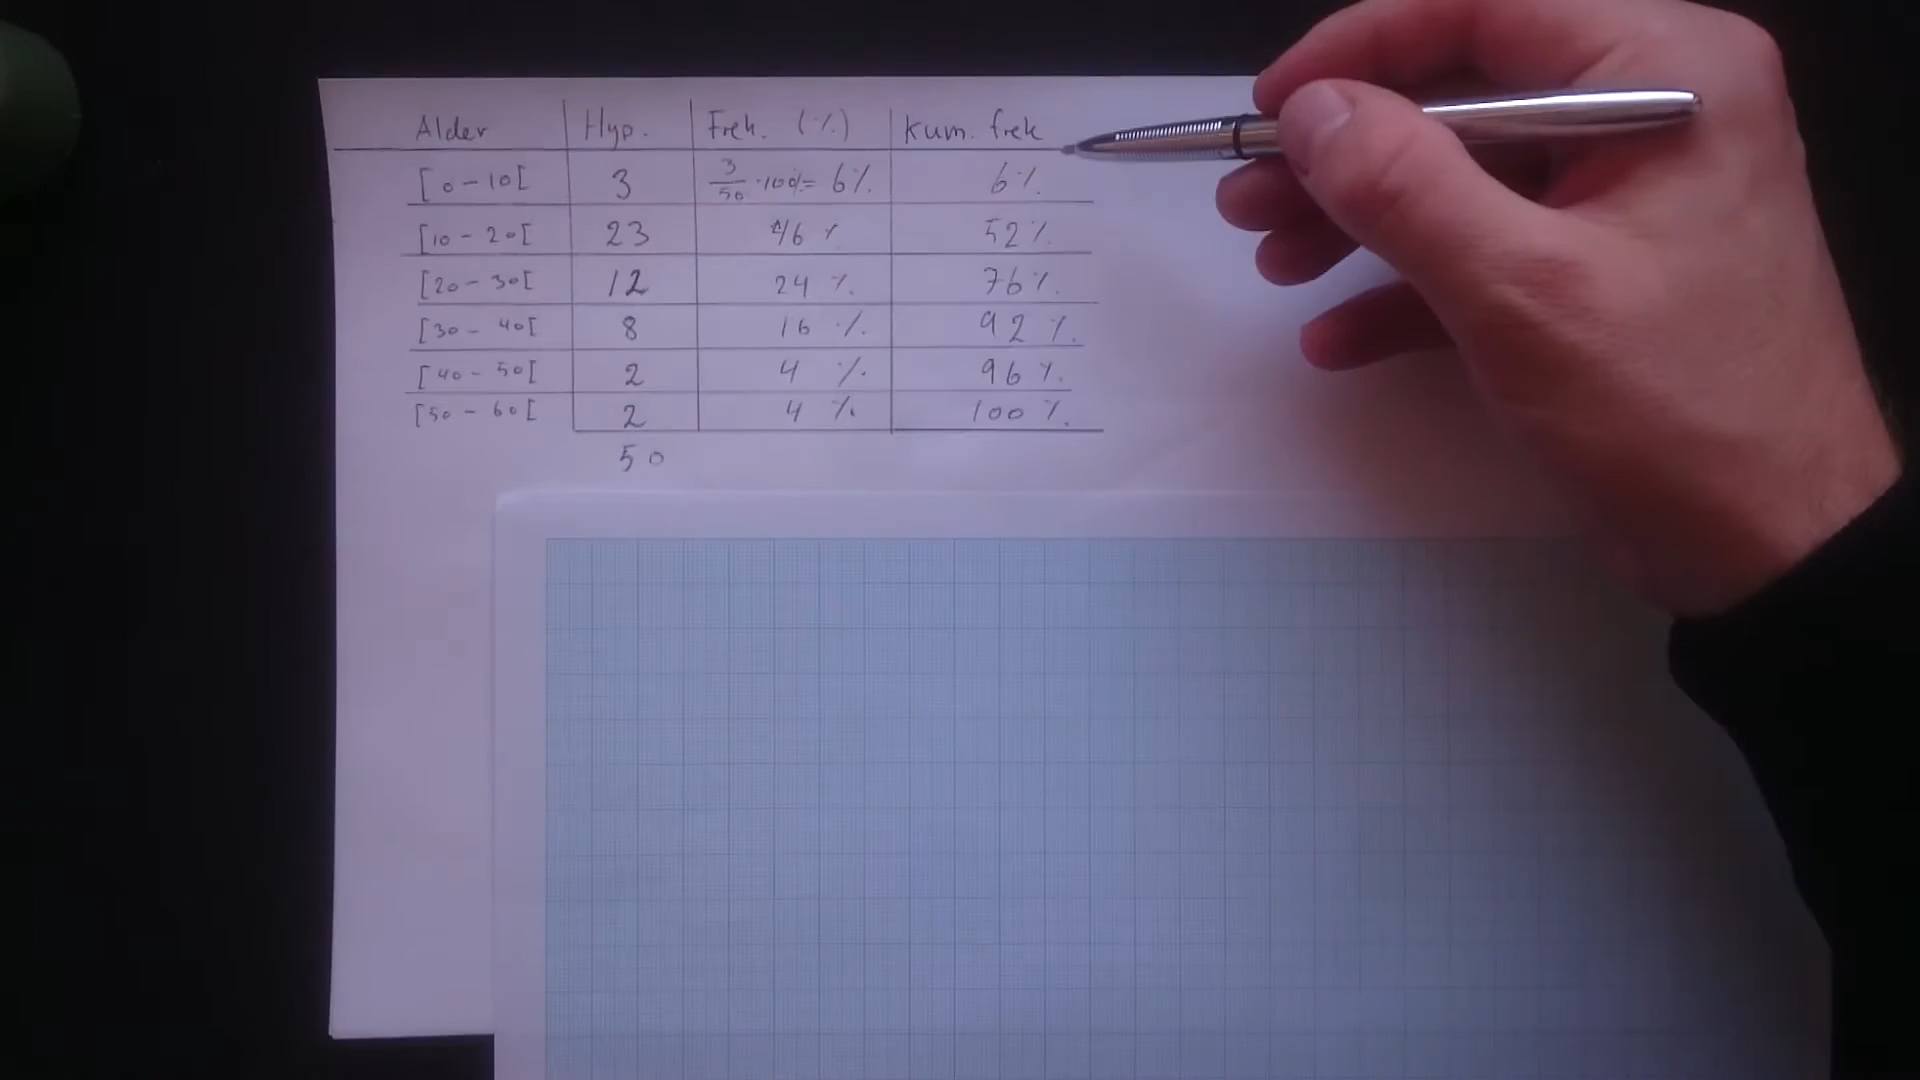 Alder Hyp. Frek. (%) Kum. frek
[0-10[ 3 3/50 ·100%= 6% 6%
[10-20[ 23 46% 52%
[20-30[ 12 24% 76%
[30-40[ 8 16% 92%
[40-50[ 2 4% 96%
[50-60[ 2 4% 100%
50